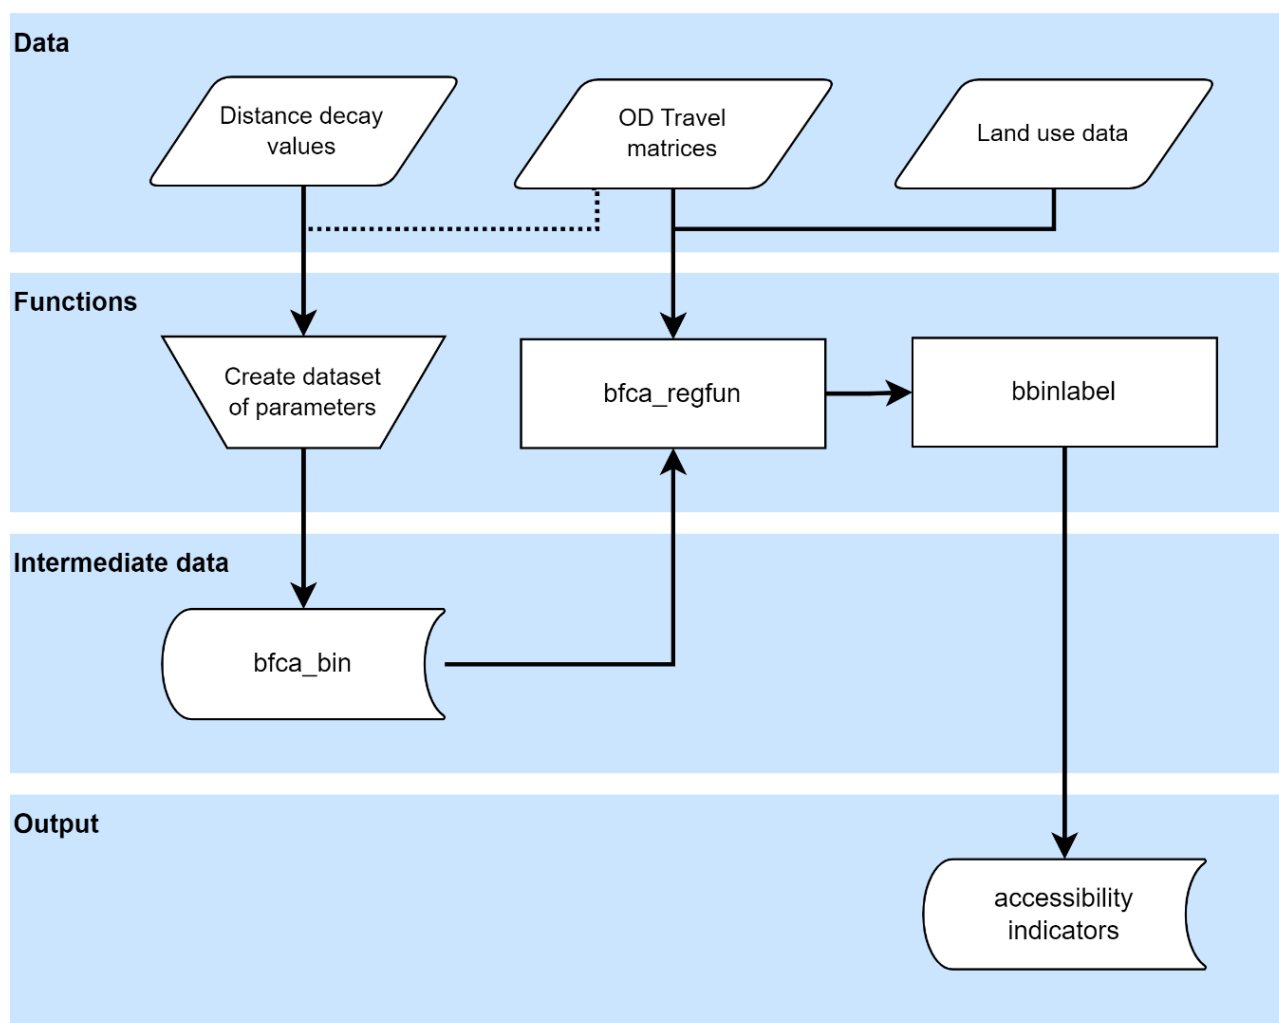 Data
Distance decay
values
OD Travel
matrices
Land use data
Functions
Create dataset
of parameters
bfca_regfun
bbinlabel
Intermediate data
bfca_bin
Output
accessibility
indicators